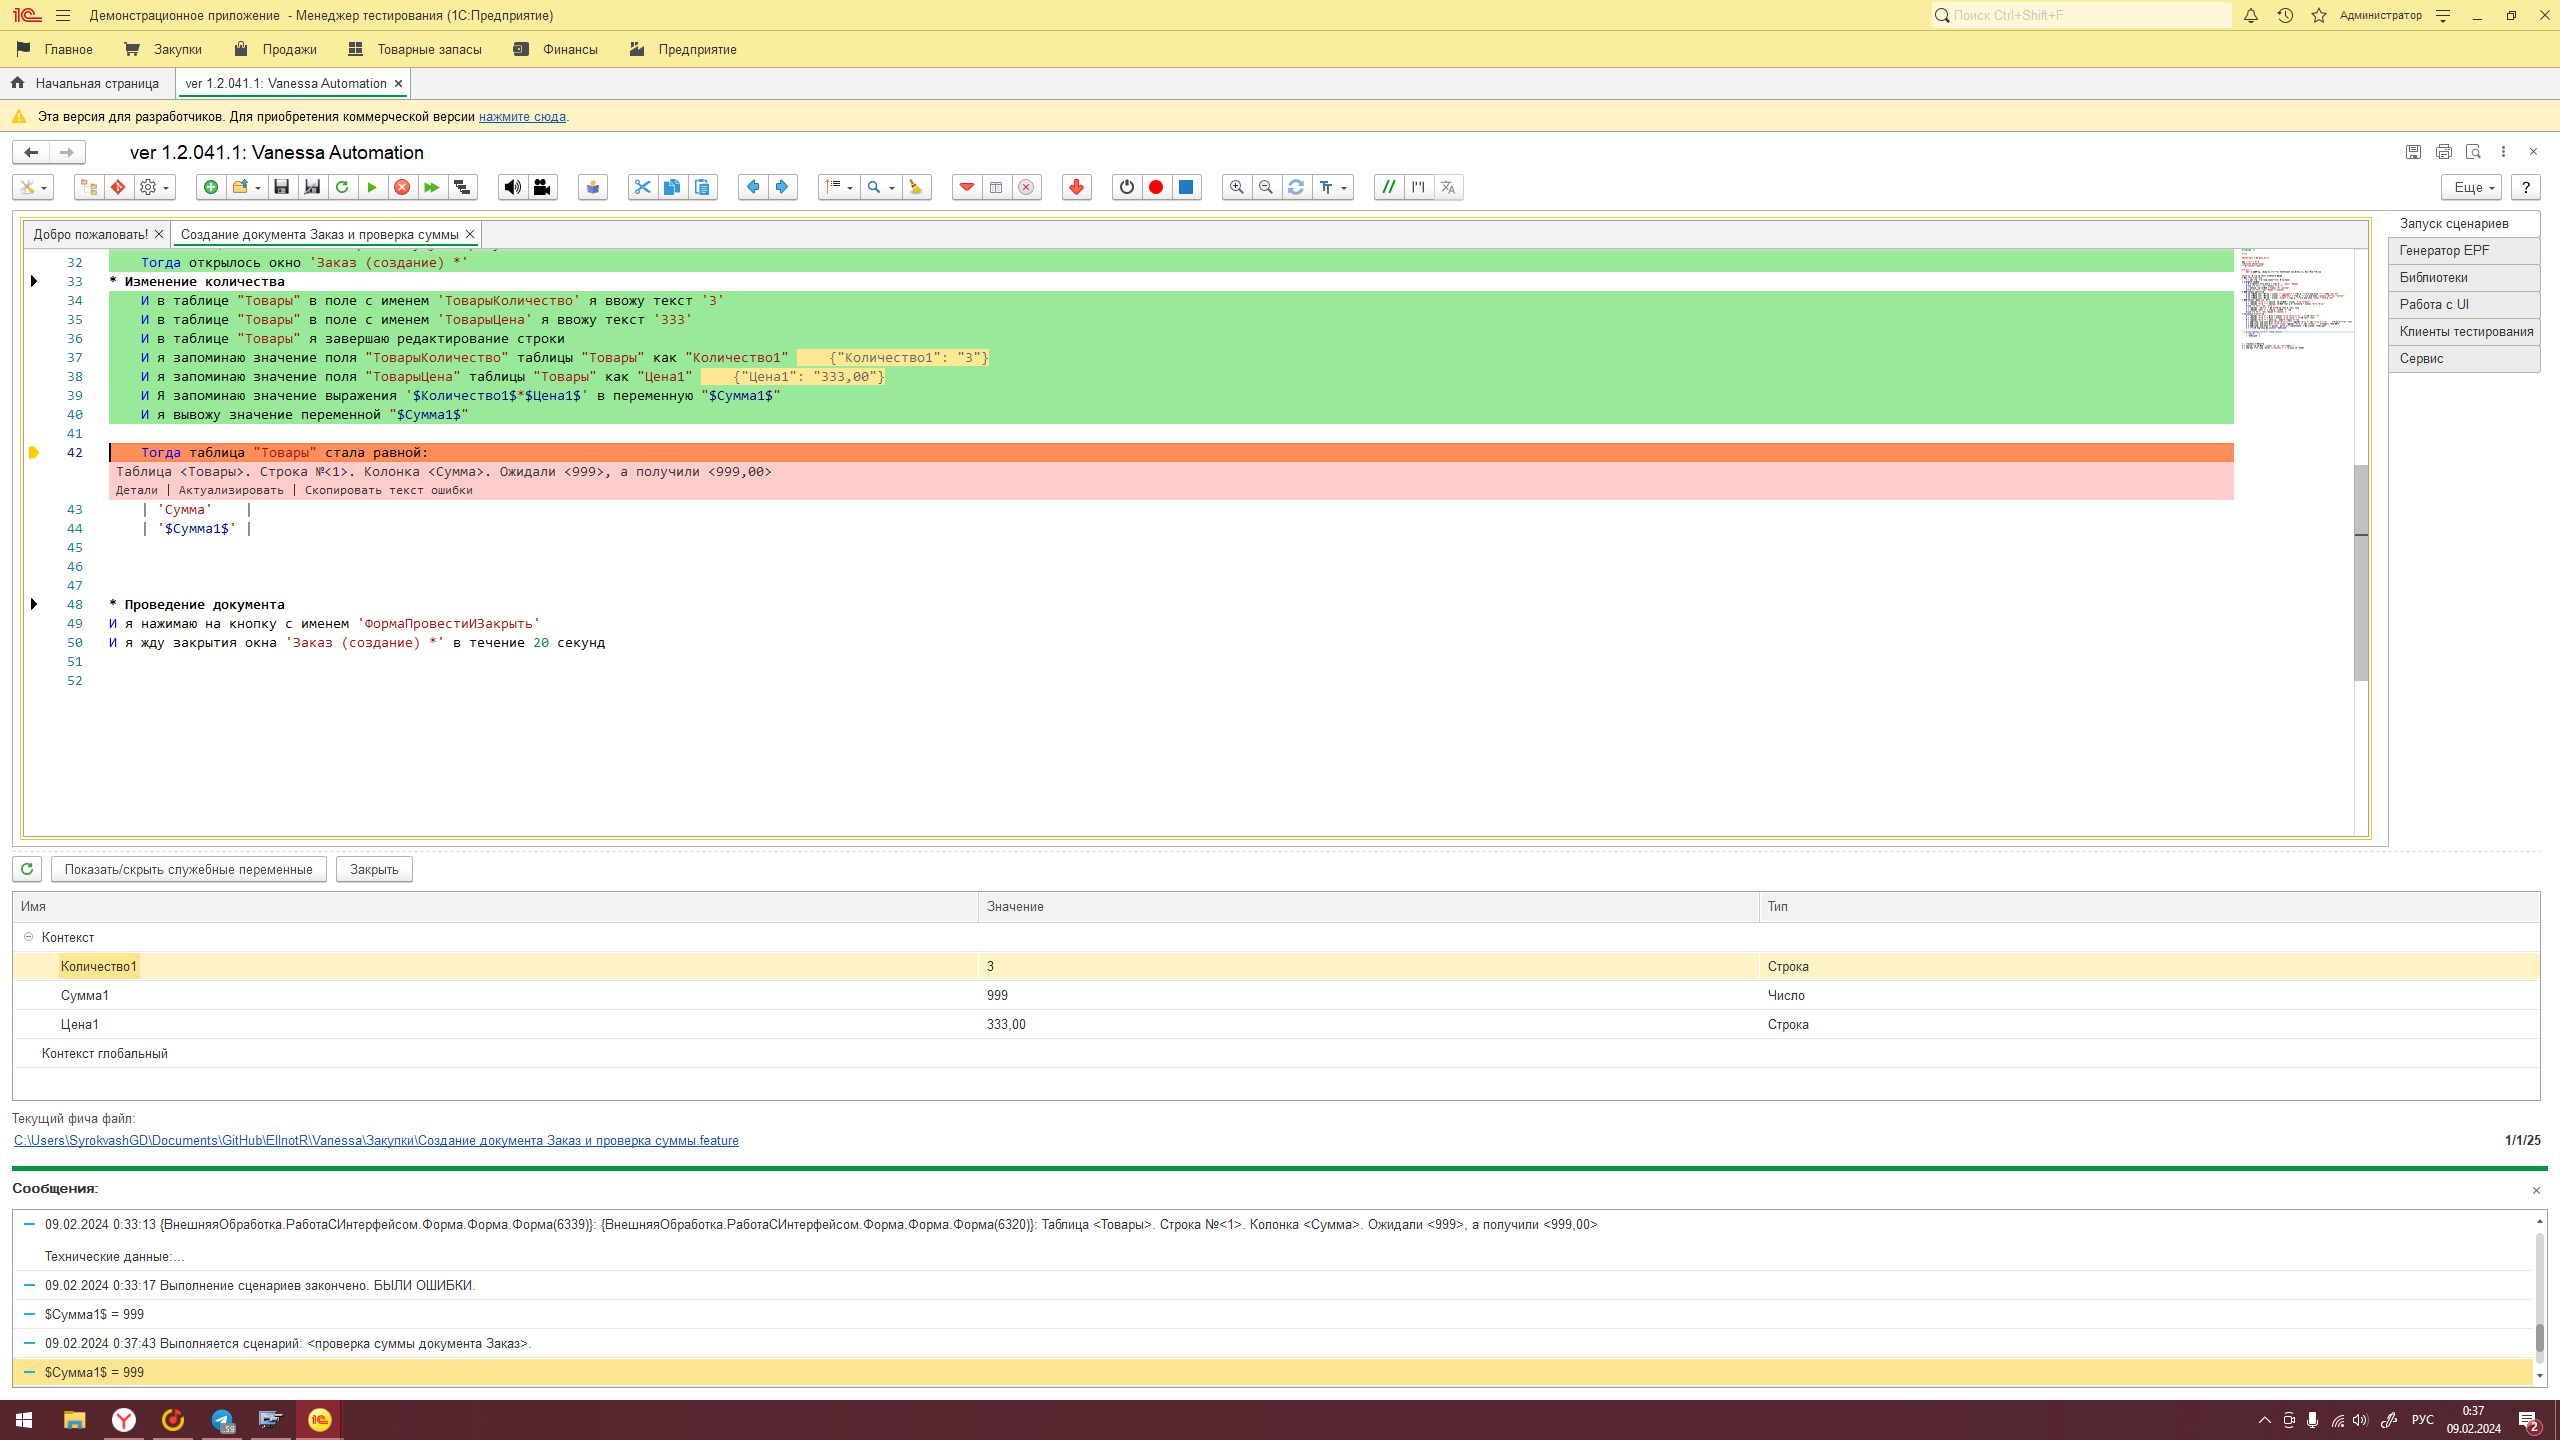 Демонстрационное приложение - Менеджер тестирования (1С:Предприятие)
Поиск Ctrl+Shift+F
Администратор
Главное
Закупки
Продажи
Товарные запасы
Финансы
Предприятие
Начальная страница
ver 1.2.041.1: Vanessa Automation
Эта версия для разработчиков. Для приобретения коммерческой версии нажмите сюда.
ver 1.2.041.1: Vanessa Automation
Еще
?
Добро пожаловать!
Создание документа Заказ и проверка суммы
Запуск сценариев
Генератор EPF
Библиотеки
Работа с UI
Клиенты тестирования
Сервис
32 Тогда открылось окно 'Заказ (создание) *'
33 * Изменение количества
34 И в таблице "Товары" в поле с именем 'ТоварыКоличество' я ввожу текст '3'
35 И в таблице "Товары" в поле с именем 'ТоварыЦена' я ввожу текст '333'
36 И в таблице "Товары" я завершаю редактирование строки
37 И я запоминаю значение поля "ТоварыКоличество" таблицы "Товары" как "Количество1" {"Количество1": "3"}
38 И я запоминаю значение поля "ТоварыЦена" таблицы "Товары" как "Цена1" {"Цена1": "333,00"}
39 И Я запоминаю значение выражения '$Количество1$*$Цена1$' в переменную "$Сумма1$"
40 И я вывожу значение переменной "$Сумма1$"
41
42 Тогда таблица "Товары" стала равной:
Таблица <Товары>. Строка №<1>. Колонка <Сумма>. Ожидали <999>, а получили <999,00>
Детали | Актуализировать | Скопировать текст ошибки
43 | 'Сумма' |
44 | '$Сумма1$' |
45
46
47
48 * Проведение документа
49 И я нажимаю на кнопку с именем 'ФормаПровестиИЗакрыть'
50 И я жду закрытия окна 'Заказ (создание) *' в течение 20 секунд
51
52
Показать/скрыть служебные переменные
Закрыть
Имя Значение Тип
Контекст
Количество1 3 Строка
Сумма1 999 Число
Цена1 333,00 Строка
Контекст глобальный
Текущий фича файл:
C:\Users\SyrokvashGD\Documents\GitHub\EllnotR\Vanessa\Закупки\Создание документа Заказ и проверка суммы.feature
1/1/25
Сообщения:
09.02.2024 0:33:13 {ВнешняяОбработка.РаботаСИнтерфейсом.Форма.Форма.Форма(6339)}: {ВнешняяОбработка.РаботаСИнтерфейсом.Форма.Форма.Форма(6320)}: Таблица <Товары>. Строка №<1>. Колонка <Сумма>. Ожидали <999>, а получили <999,00>
Технические данные:...
09.02.2024 0:33:17 Выполнение сценариев закончено. БЫЛИ ОШИБКИ.
$Сумма1$ = 999
09.02.2024 0:37:43 Выполняется сценарий: <проверка суммы документа Заказ>.
$Сумма1$ = 999
59
РУС
0:37
09.02.2024
2